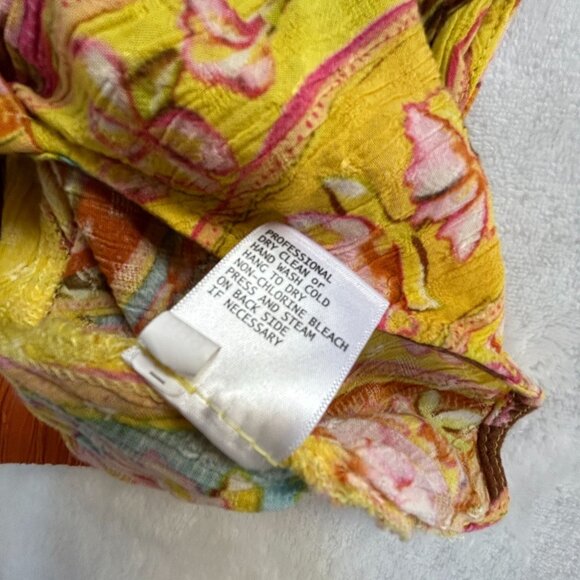 PROFESSIONAL
DRY CLEAN or
HAND WASH COLD
HANG TO DRY
NON-CHLORINE BLEACH
PRESS AND STEAM
ON BACK SIDE
IF NECESSARY